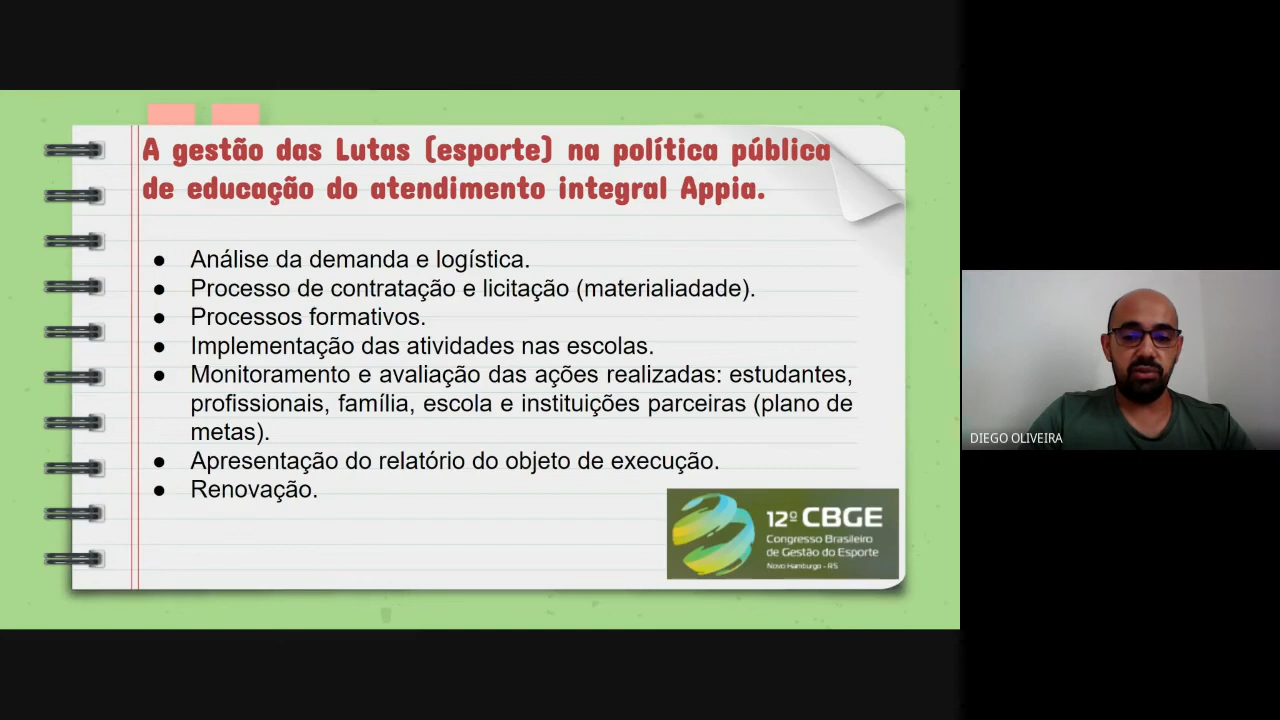 A gestão das Lutas (esporte) na política pública
de educação do atendimento integral Appia.
● Análise da demanda e logística.
● Processo de contratação e licitação (materialiadade).
● Processos formativos.
● Implementação das atividades nas escolas.
● Monitoramento e avaliação das ações realizadas: estudantes,
profissionais, família, escola e instituições parceiras (plano de
metas).
● Apresentação do relatório do objeto de execução.
● Renovação.
12º CBGE
Congresso Brasileiro
de Gestão do Esporte
Novo Hamburgo - RS
DIEGO OLIVEIRA